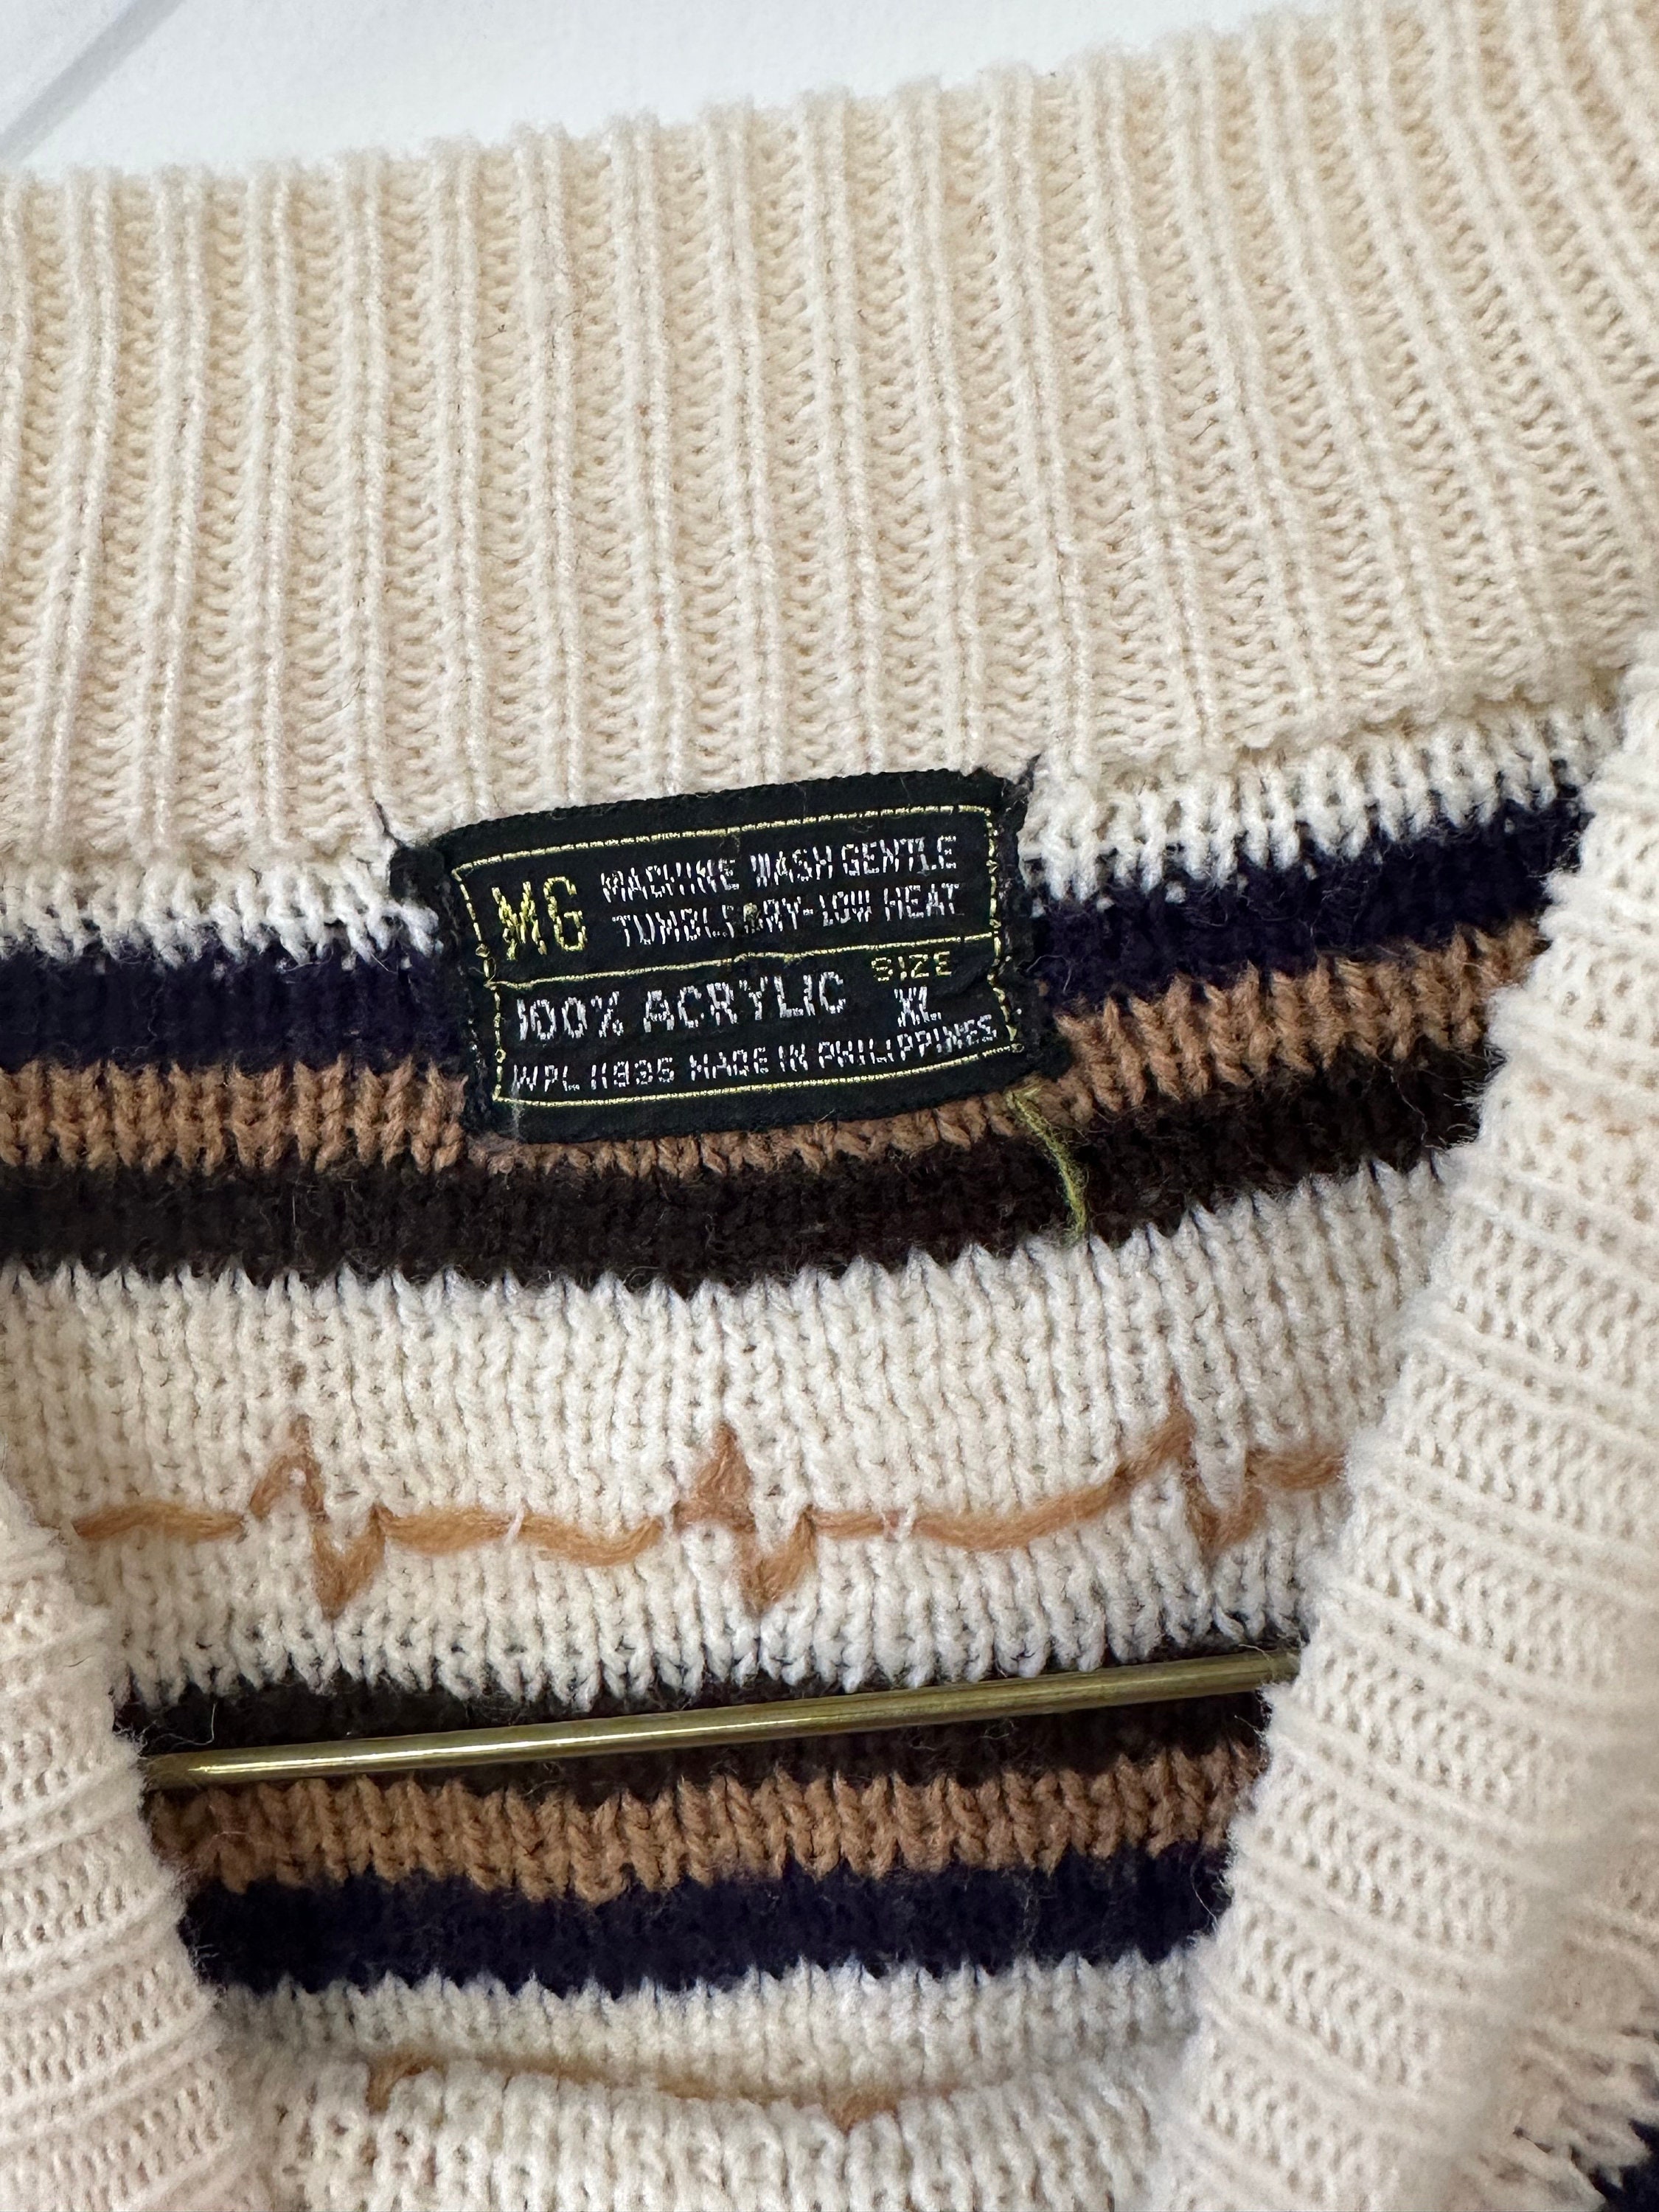 MG
MACHINE WASH GENTLE
TUMBLE DRY-LOW HEAT
100% ACRYLIC
SIZE
XL
WPL 11935 MADE IN PHILIPPINES